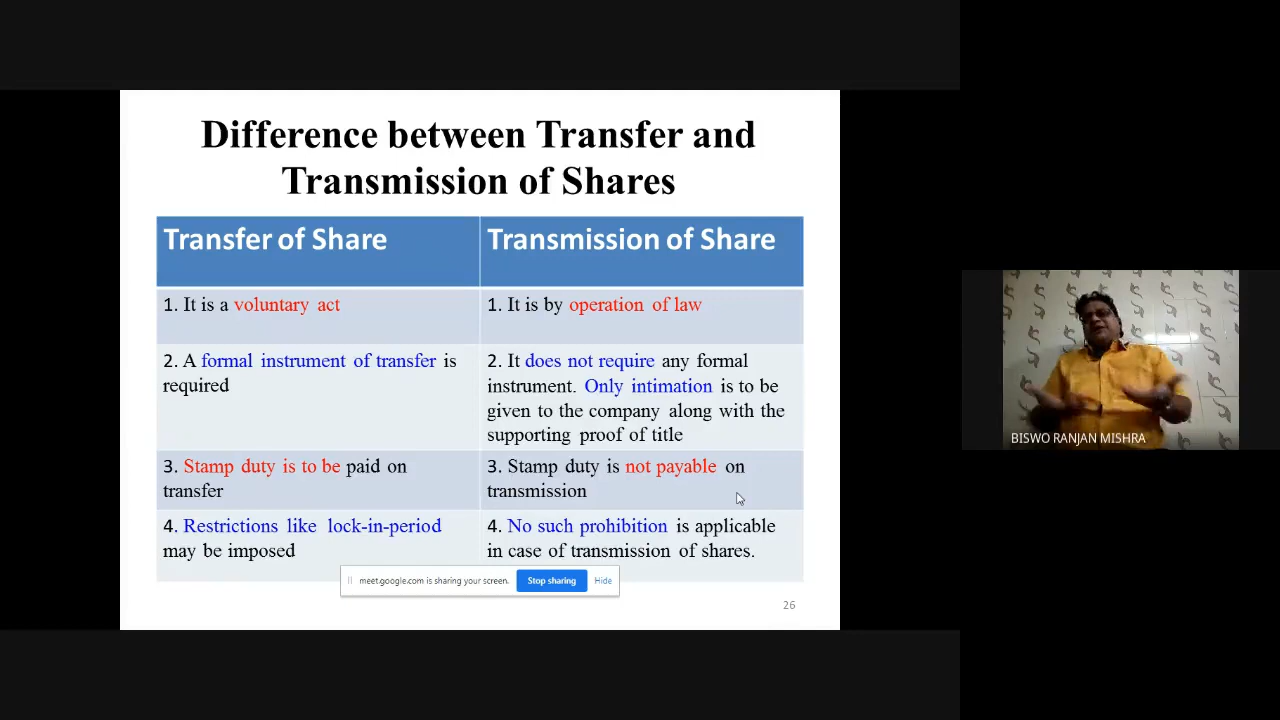 Difference between Transfer and
Transmission of Shares
Transfer of Share
Transmission of Share
1. It is a voluntary act
1. It is by operation of law
2. A formal instrument of transfer is
required
2. It does not require any formal
instrument. Only intimation is to be
given to the company along with the
supporting proof of title
3. Stamp duty is to be paid on
transfer
3. Stamp duty is not payable on
transmission
4. Restrictions like lock-in-period
may be imposed
4. No such prohibition is applicable
in case of transmission of shares.
meet.google.com is sharing your screen.
Stop sharing
Hide
26
BISWO RANJAN MISHRA